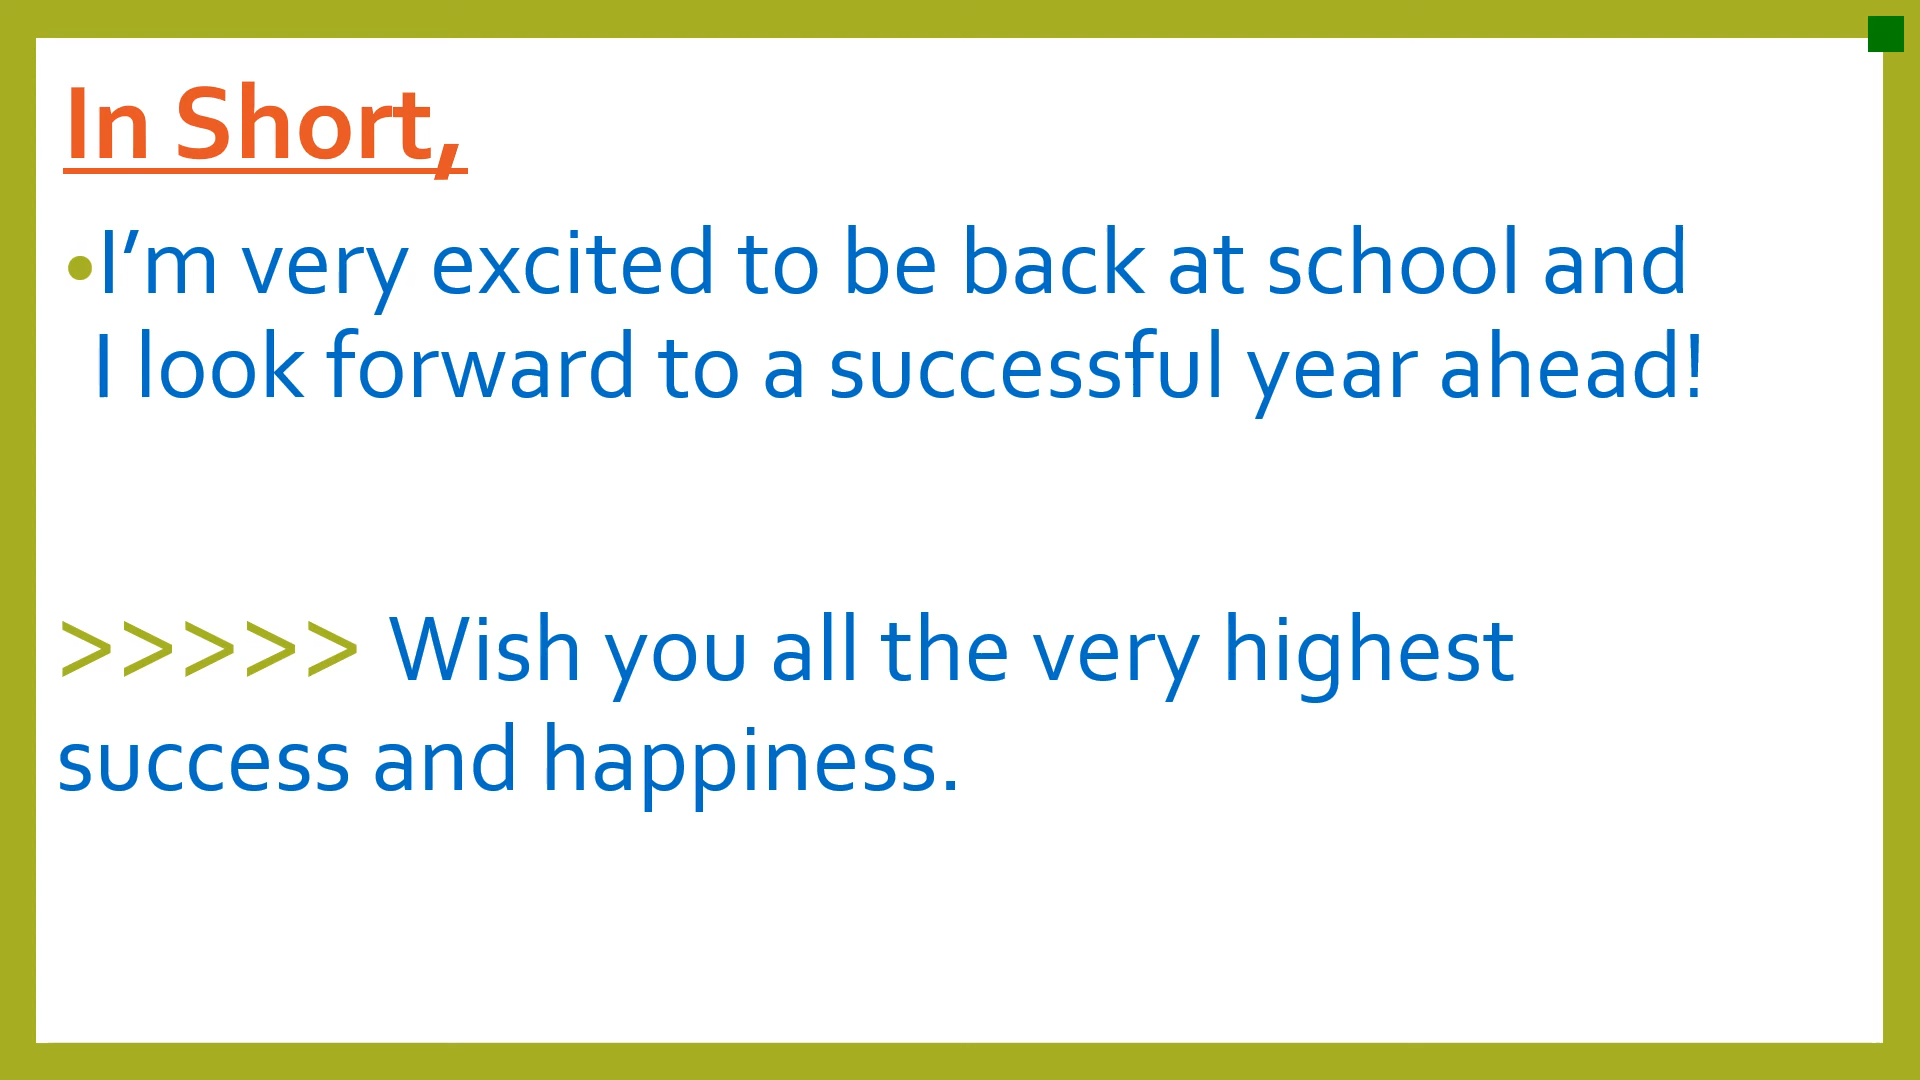 In Short,
•I’m very excited to be back at school and
I look forward to a successful year ahead!
>>>>> Wish you all the very highest
success and happiness.